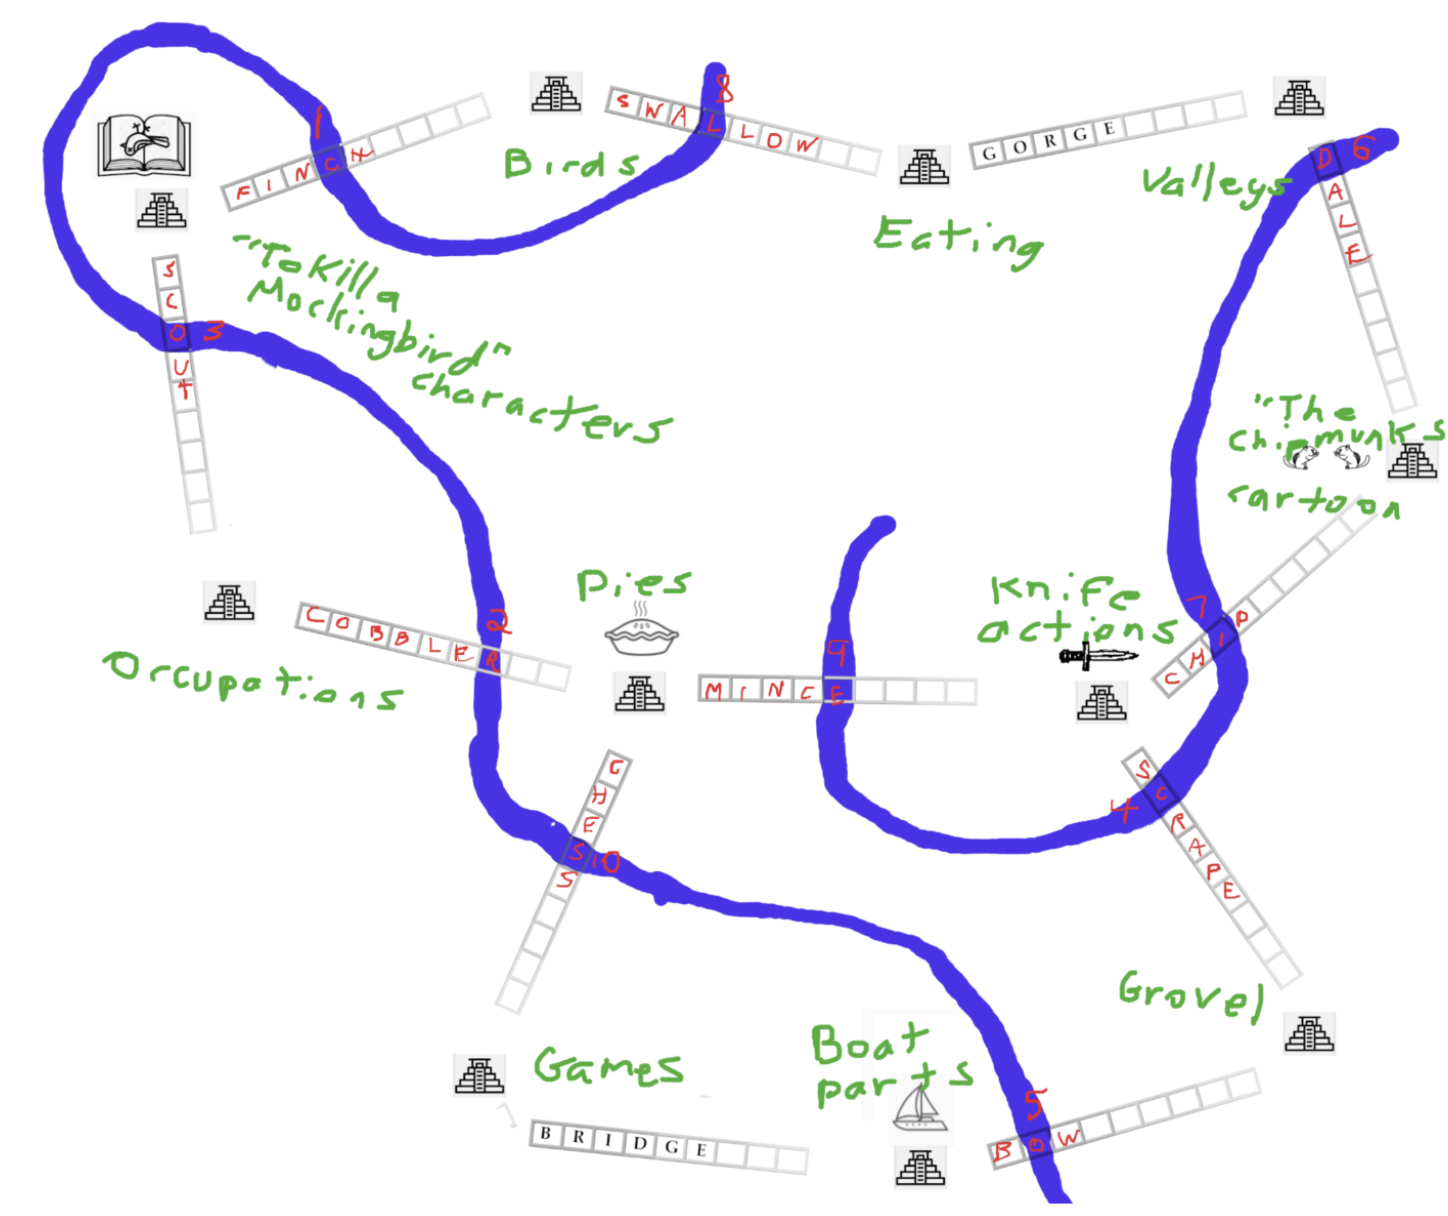 1
FINCH
8
SWALLOW
Birds
GORGE
Eating
6
DALE
Valleys
"To Kill a
Mockingbird"
characters
SCOUT
3
"The
Chipmunks
cartoon
7
CHIP
Knife
actions
Pies
2
COBBLER
Occupations
9
MINCE
4
SCRAPE
CHESS
10
Grovel
Games
Boat
parts
BRIDGE
5
BOW